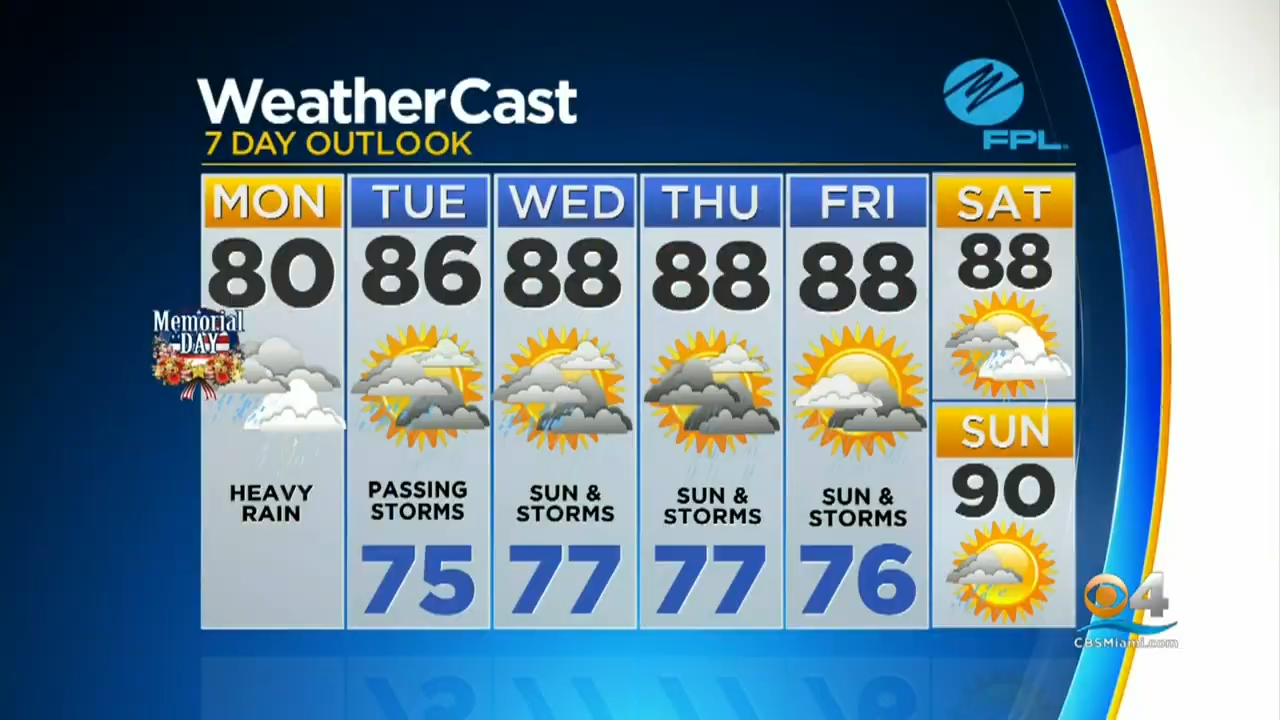 WeatherCast
7 DAY OUTLOOK
FPL
MON
80
Memorial
DAY
HEAVY
RAIN
TUE
86
PASSING
STORMS
75
WED
88
SUN &
STORMS
77
THU
88
SUN &
STORMS
77
FRI
88
SUN &
STORMS
76
SAT
88
SUN
90
4
CBSMiami.com